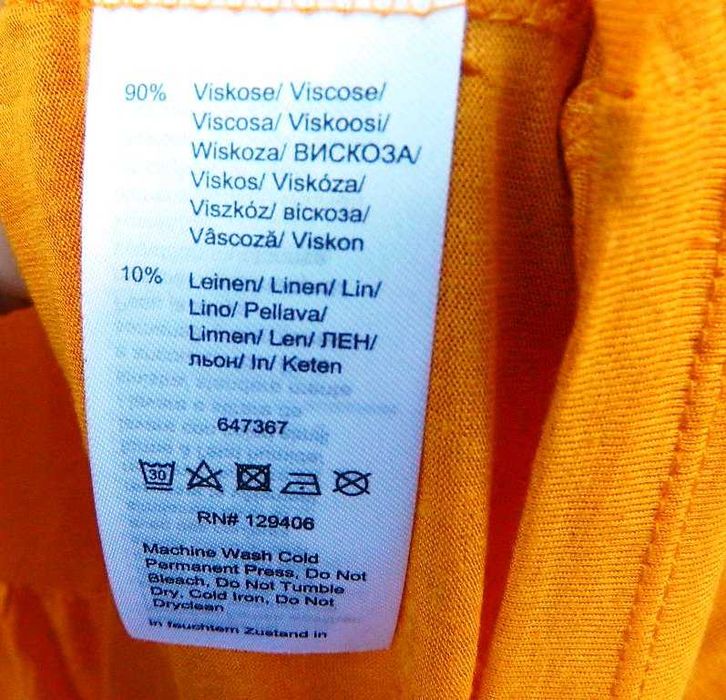 90% Viskose/ Viscose/
Viscosa/ Viskoosi/
Wiskoza/ ВИСКОЗА/
Viskos/ Viskóza/
Viszkóz/ віскоза/
Vâscoză/ Viskon
10% Leinen/ Linen/ Lin/
Lino/ Pellava/
Linnen/ Len/ ЛЕН/
льон/ In/ Keten
647367
30
RN# 129406
Machine Wash Cold
Permanent Press, Do Not
Bleach, Do Not Tumble
Dry, Cold Iron, Do Not
Dryclean
in feuchtem Zustand in